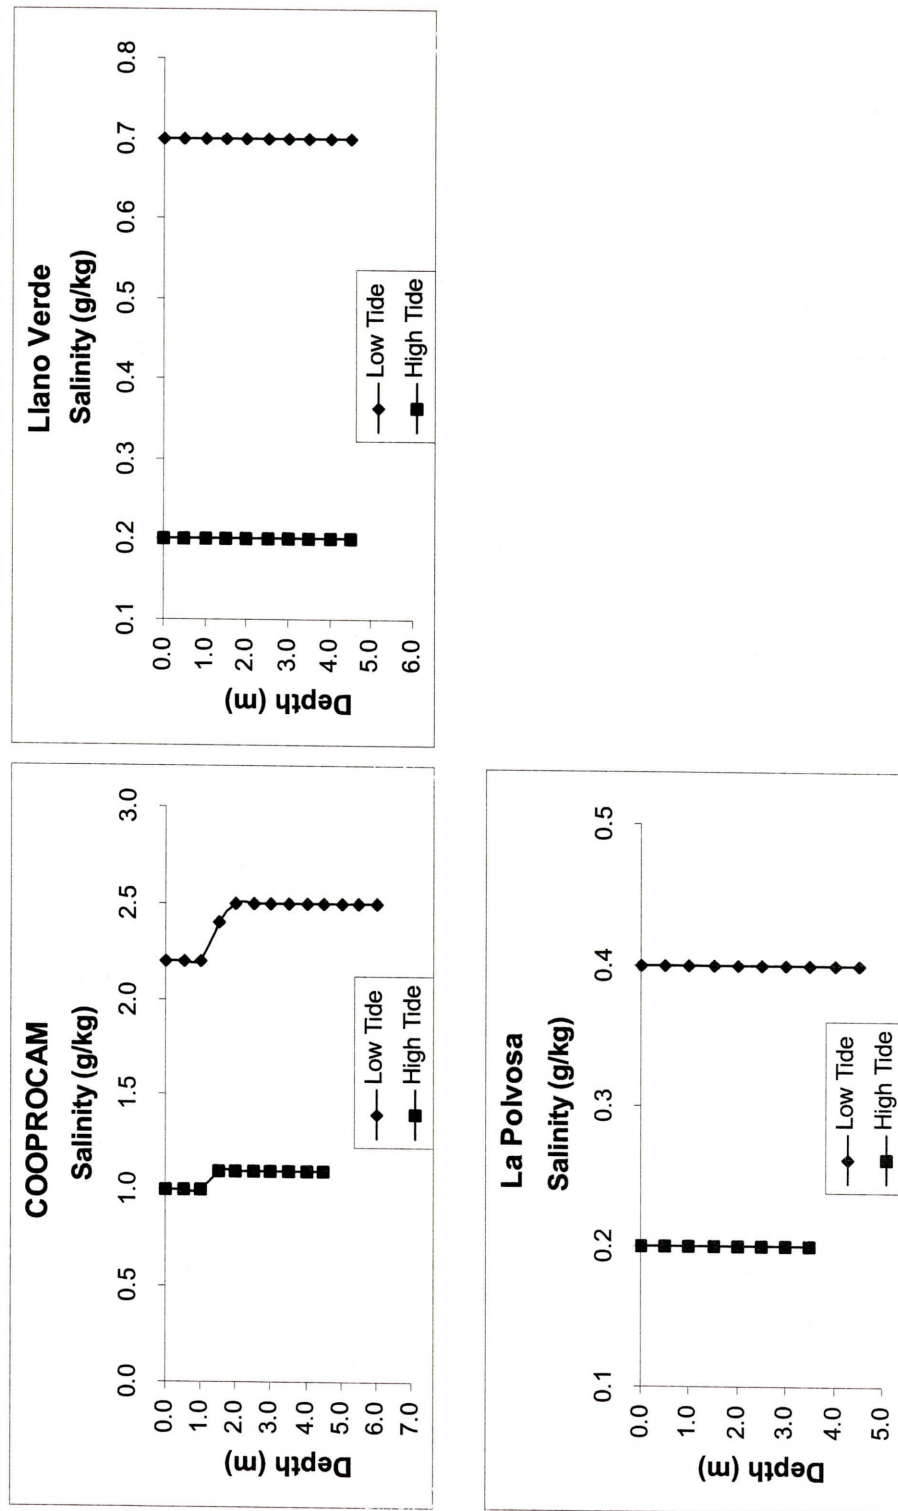 COOPROCAM
Salinity (g/kg)
0.0 0.5 1.0 1.5 2.0 2.5 3.0
0.0
1.0
2.0
3.0
4.0
5.0
6.0
7.0
Depth (m)
Low Tide
High Tide
Llano Verde
Salinity (g/kg)
0.1 0.2 0.3 0.4 0.5 0.6 0.7 0.8
0.0
1.0
2.0
3.0
4.0
5.0
6.0
Depth (m)
Low Tide
High Tide
La Polvosa
Salinity (g/kg)
0.1 0.2 0.3 0.4 0.5
0.0
1.0
2.0
3.0
4.0
5.0
Depth (m)
Low Tide
High Tide